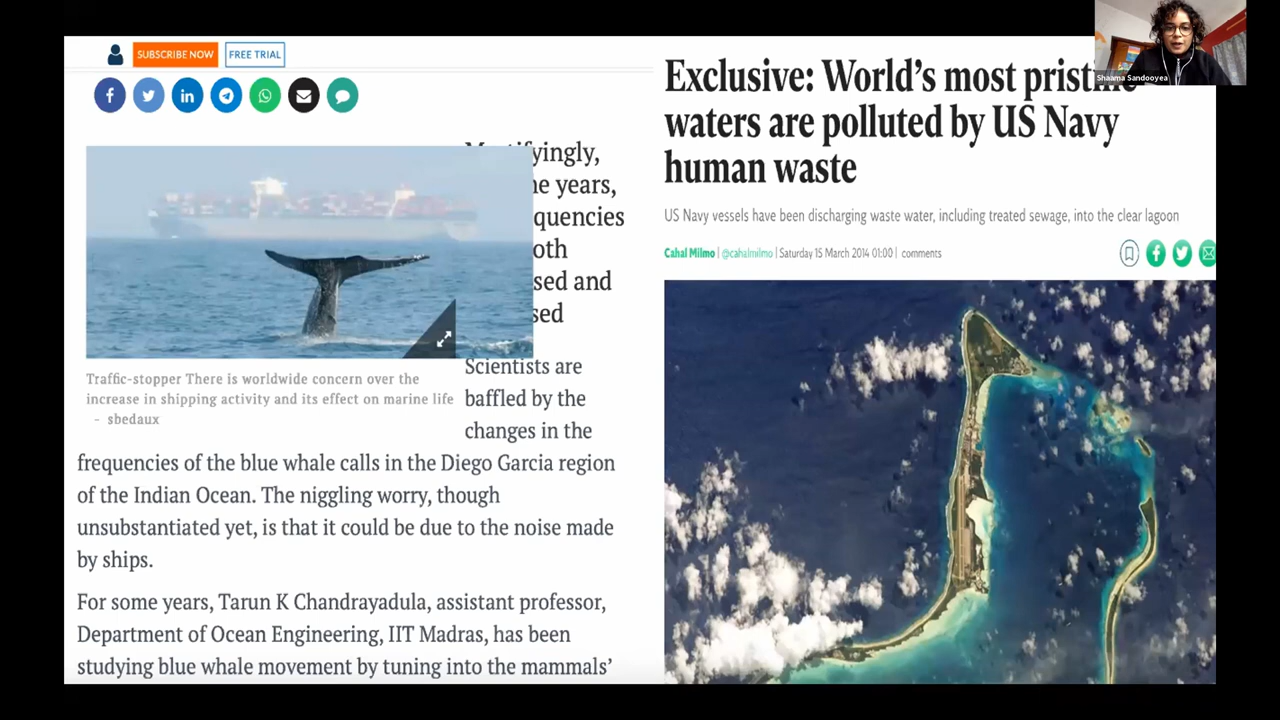 SUBSCRIBE NOW
FREE TRIAL
yingly,
ne years,
quencies
oth
sed and
sed
Traffic-stopper There is worldwide concern over the
increase in shipping activity and its effect on marine life
- sbedaux
Scientists are
baffled by the
changes in the
frequencies of the blue whale calls in the Diego Garcia region
of the Indian Ocean. The niggling worry, though
unsubstantiated yet, is that it could be due to the noise made
by ships.
For some years, Tarun K Chandrayadula, assistant professor,
Department of Ocean Engineering, IIT Madras, has been
studying blue whale movement by tuning into the mammals'
Exclusive: World's most pristine
waters are polluted by US Navy
human waste
US Navy vessels have been discharging waste water, including treated sewage, into the clear lagoon
Cahal Milmo | @cahalmilmo | Saturday 15 March 2014 01:00 | comments
Shaama Sandooyea